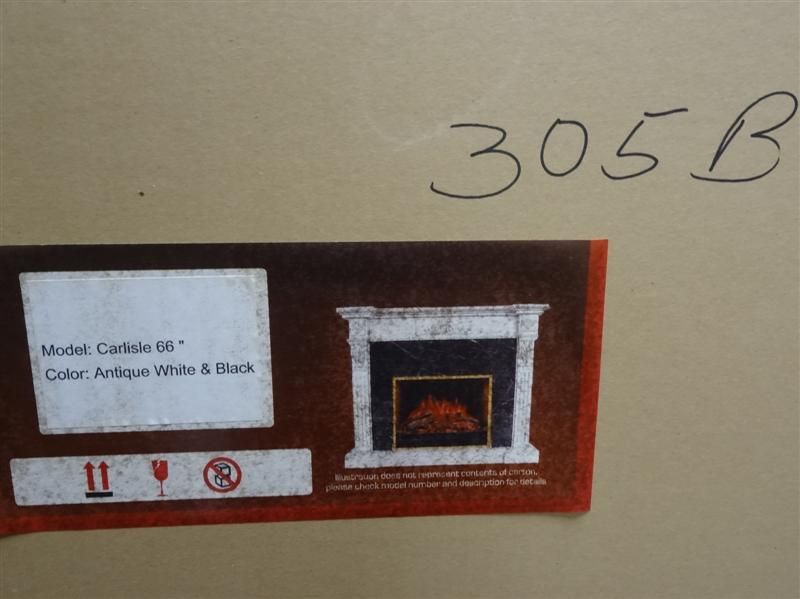 305B
Model: Carlisle 66 "
Color: Antique White & Black
Illustration does not represent contents of carton,
please check model number and description for details